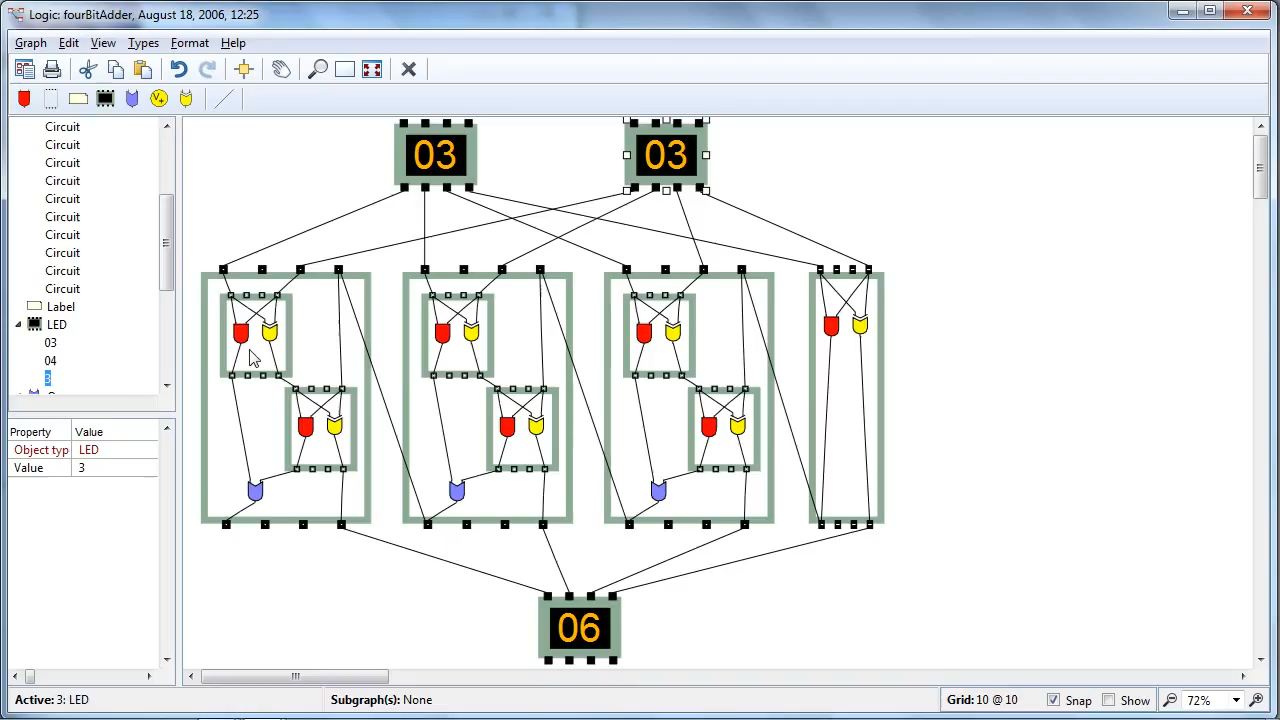 Logic: fourBitAdder, August 18, 2006, 12:25
Graph Edit View Types Format Help
V+
Circuit
Circuit
Circuit
Circuit
Circuit
Circuit
Circuit
Circuit
Circuit
Circuit
Label
LED
03
04
3
Property Value
Object typ LED
Value 3
03
03
06
Active: 3: LED
Subgraph(s): None
Grid: 10 @ 10
Snap
Show
72%